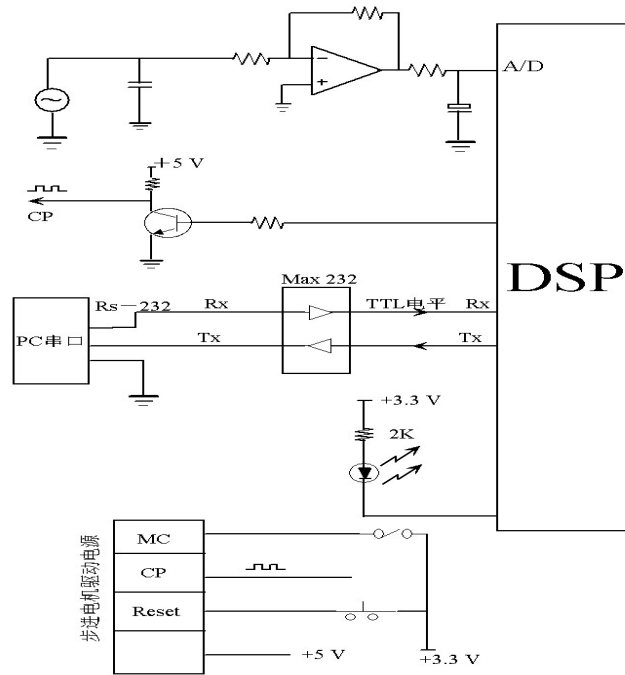 A/D
+5 V
CP
DSP
Max 232
Rs-232
Rx
TTL电平
Rx
PC串口
Tx
Tx
+3.3 V
2K
步进电机驱动电源
MC
CP
Reset
+5 V
+3.3 V